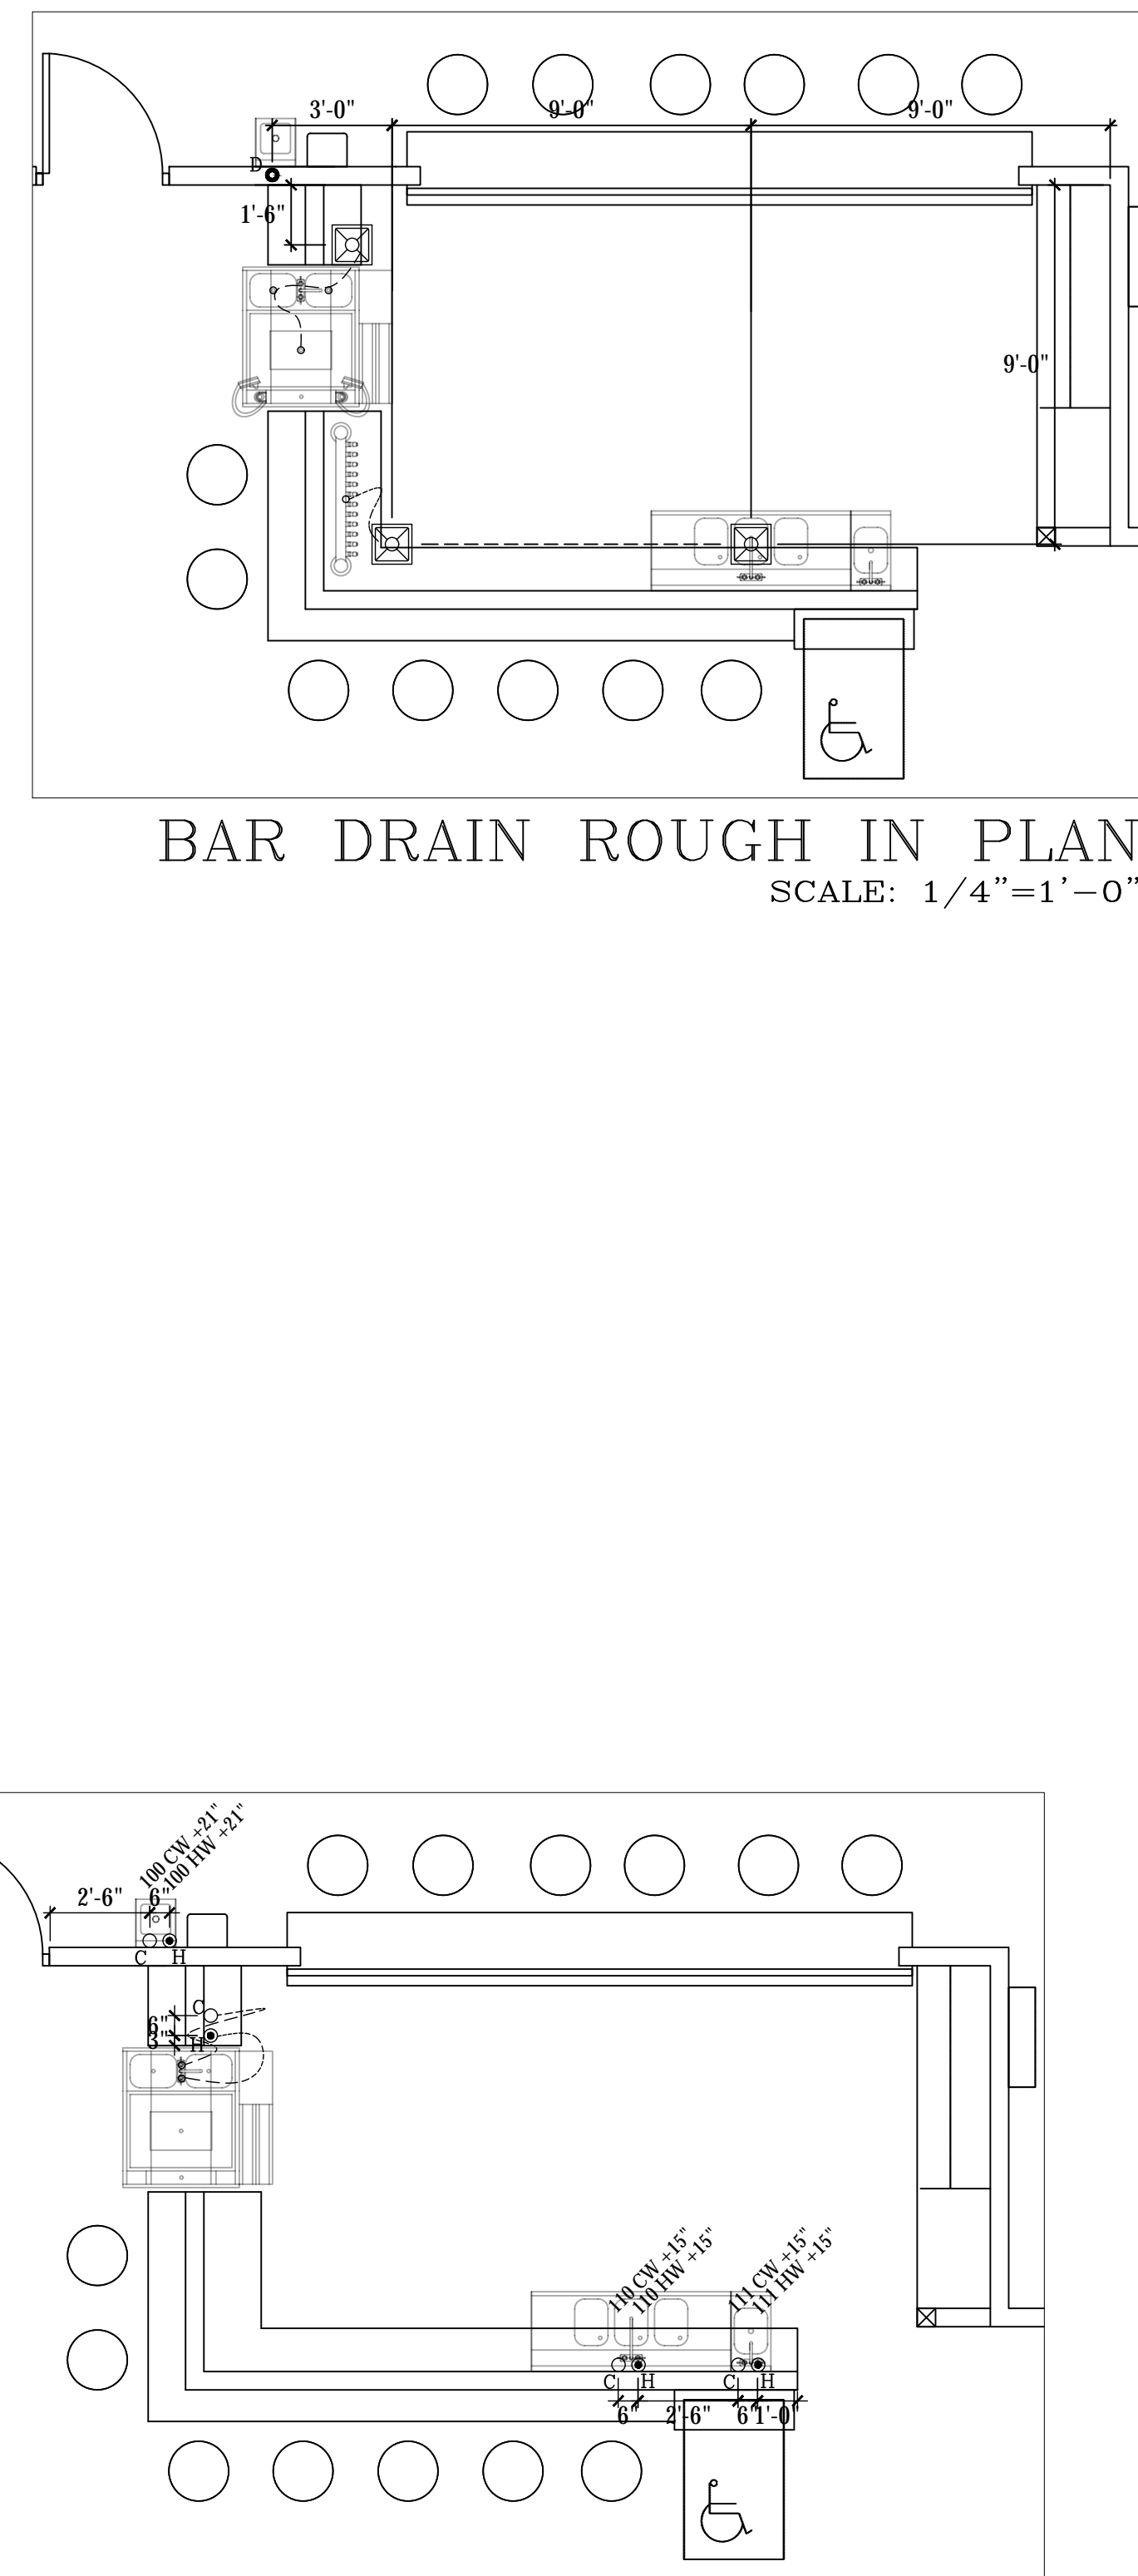 3'-0" 9'-0" 9'-0"
D
1'-6"
9'-0"
BAR DRAIN ROUGH IN PLAN
SCALE: 1/4"=1'-0"
100 CW +21"
100 HW +21"
2'-6" 6"
C H
C
6"
3"
H
110 CW +15"
110 HW +15"
111 CW +15"
111 HW +15"
C H C H
6" 2'-6" 6" 1'-0"